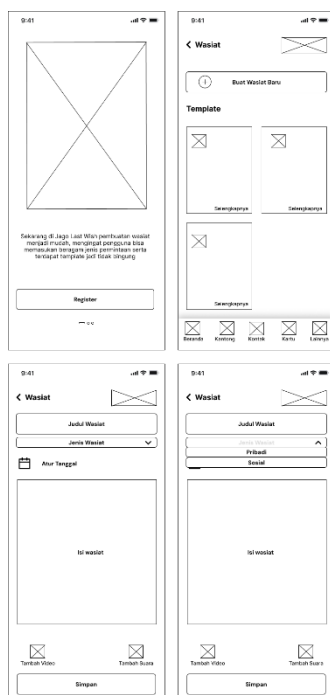 9:41
Sekarang di Jago Last Wish pembuatan wasiat
menjadi mudah, mengingat pengguna bisa
memasukan beragam jenis permintaan serta
terdapat template jadi tidak bingung
Register
9:41
Wasiat
Buat Wasiat Baru
Template
Selengkapnya
Selengkapnya
Selengkapnya
Beranda Kantong Kontak Kartu Lainnya
9:41
Wasiat
Judul Wasiat
Jenis Wasiat
Atur Tanggal
Isi wasiat
Tambah Video
Tambah Suara
Simpan
9:41
Wasiat
Judul Wasiat
Jenis Wasiat
Pribadi
Sosial
Isi wasiat
Tambah Video
Tambah Suara
Simpan